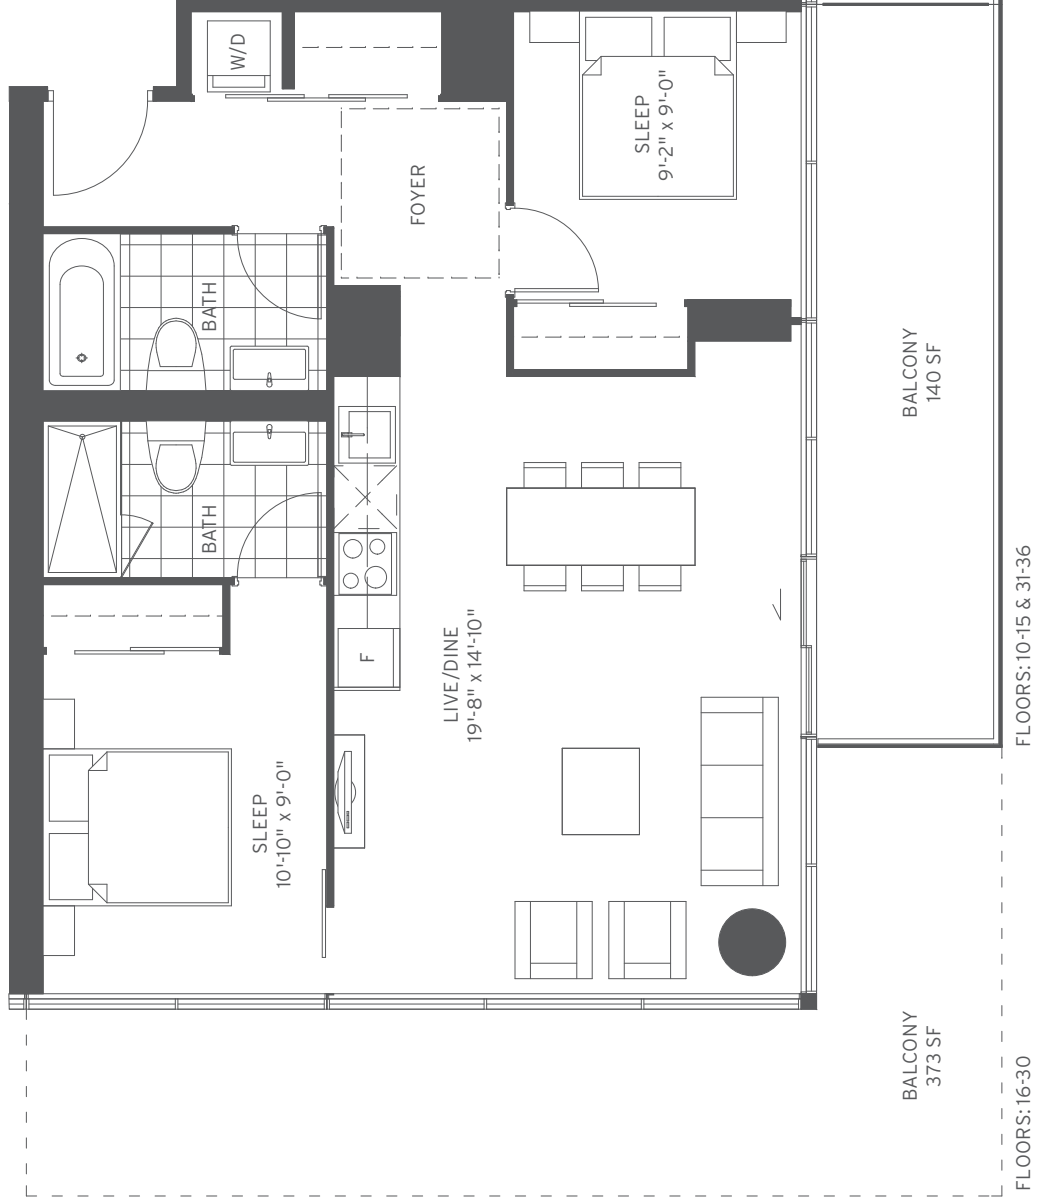 W/D
FOYER
SLEEP
9'-2" x 9'-0"
BATH
BATH
F
LIVE/DINE
19'-8" x 14'-10"
SLEEP
10'-10" x 9'-0"
BALCONY
140 SF
FLOORS: 10-15 & 31-36
BALCONY
373 SF
FLOORS: 16-30